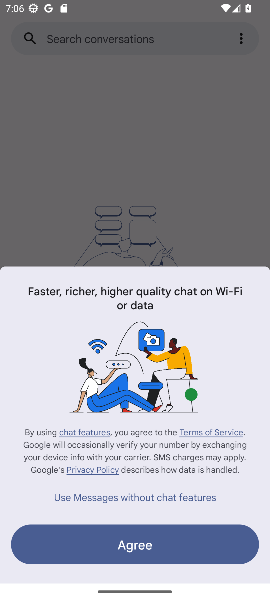 7:06
Search conversations
Faster, richer, higher quality chat on Wi-Fi
or data
By using chat features, you agree to the Terms of Service.
Google will occasionally verify your number by exchanging
your device info with your carrier. SMS charges may apply.
Google's Privacy Policy describes how data is handled.
Use Messages without chat features
Agree